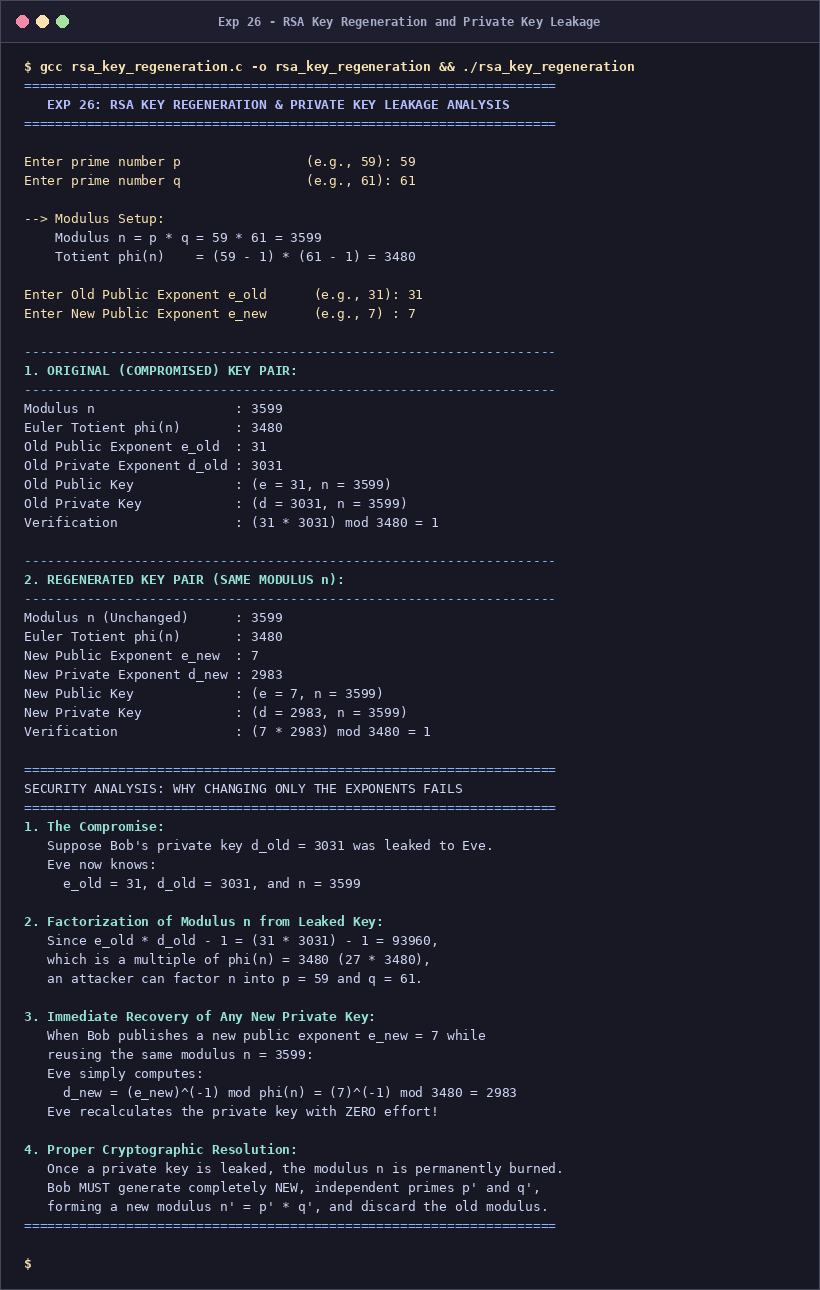 Exp 26 - RSA Key Regeneration and Private Key Leakage
$ gcc rsa_key_regeneration.c -o rsa_key_regeneration && ./rsa_key_regeneration
====================================================================
   EXP 26: RSA KEY REGENERATION & PRIVATE KEY LEAKAGE ANALYSIS
====================================================================

Enter prime number p                (e.g., 59): 59
Enter prime number q                (e.g., 61): 61

--> Modulus Setup:
    Modulus n = p * q = 59 * 61 = 3599
    Totient phi(n)    = (59 - 1) * (61 - 1) = 3480

Enter Old Public Exponent e_old      (e.g., 31): 31
Enter New Public Exponent e_new      (e.g., 7) : 7

--------------------------------------------------------------------
1. ORIGINAL (COMPROMISED) KEY PAIR:
--------------------------------------------------------------------
Modulus n                  : 3599
Euler Totient phi(n)       : 3480
Old Public Exponent e_old  : 31
Old Private Exponent d_old : 3031
Old Public Key             : (e = 31, n = 3599)
Old Private Key            : (d = 3031, n = 3599)
Verification               : (31 * 3031) mod 3480 = 1

--------------------------------------------------------------------
2. REGENERATED KEY PAIR (SAME MODULUS n):
--------------------------------------------------------------------
Modulus n (Unchanged)      : 3599
Euler Totient phi(n)       : 3480
New Public Exponent e_new  : 7
New Private Exponent d_new : 2983
New Public Key             : (e = 7, n = 3599)
New Private Key            : (d = 2983, n = 3599)
Verification               : (7 * 2983) mod 3480 = 1

====================================================================
SECURITY ANALYSIS: WHY CHANGING ONLY THE EXPONENTS FAILS
====================================================================
1. The Compromise:
   Suppose Bob's private key d_old = 3031 was leaked to Eve.
   Eve now knows:
     e_old = 31, d_old = 3031, and n = 3599

2. Factorization of Modulus n from Leaked Key:
   Since e_old * d_old - 1 = (31 * 3031) - 1 = 93960,
   which is a multiple of phi(n) = 3480 (27 * 3480),
   an attacker can factor n into p = 59 and q = 61.

3. Immediate Recovery of Any New Private Key:
   When Bob publishes a new public exponent e_new = 7 while
   reusing the same modulus n = 3599:
   Eve simply computes:
     d_new = (e_new)^(-1) mod phi(n) = (7)^(-1) mod 3480 = 2983
   Eve recalculates the private key with ZERO effort!

4. Proper Cryptographic Resolution:
   Once a private key is leaked, the modulus n is permanently burned.
   Bob MUST generate completely NEW, independent primes p' and q',
   forming a new modulus n' = p' * q', and discard the old modulus.
====================================================================

$